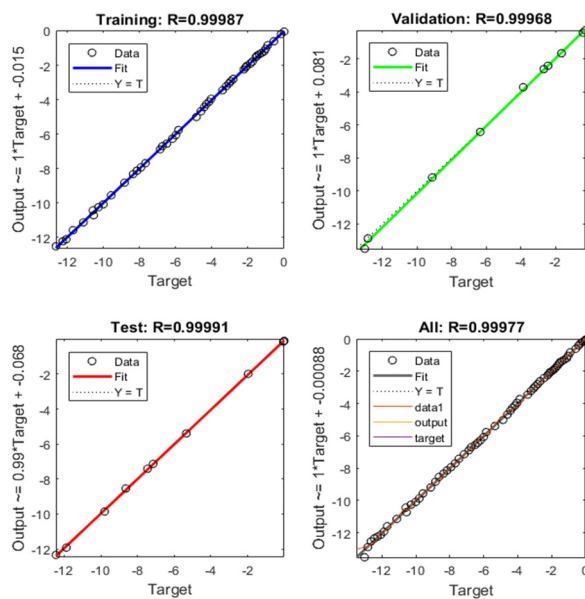 Training: R=0.99987
Output ~= 1*Target + -0.015
0
-2
-4
-6
-8
-10
-12
Data
Fit
Y = T
-12 -10 -8 -6 -4 -2 0
Target
Validation: R=0.99968
Output ~= 1*Target + 0.081
-2
-4
-6
-8
-10
-12
Data
Fit
Y = T
-12 -10 -8 -6 -4 -2
Target
Test: R=0.99991
Output ~= 0.99*Target + -0.068
-2
-4
-6
-8
-10
-12
Data
Fit
Y = T
-12 -10 -8 -6 -4 -2
Target
All: R=0.99977
Output ~= 1*Target + -0.00088
0
-2
-4
-6
-8
-10
-12
Data
Fit
Y = T
data1
output
target
-12 -10 -8 -6 -4 -2 0
Target